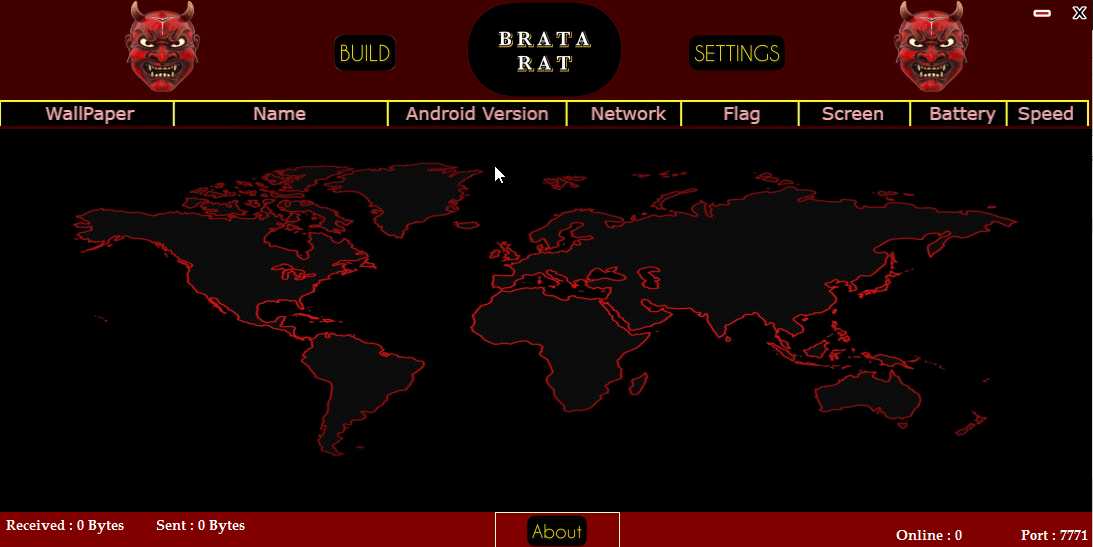 X
BUILD
BRATA
RAT
SETTINGS
WallPaper Name Android Version Network Flag Screen Battery Speed
Received : 0 Bytes Sent : 0 Bytes
About
Online : 0 Port : 7771